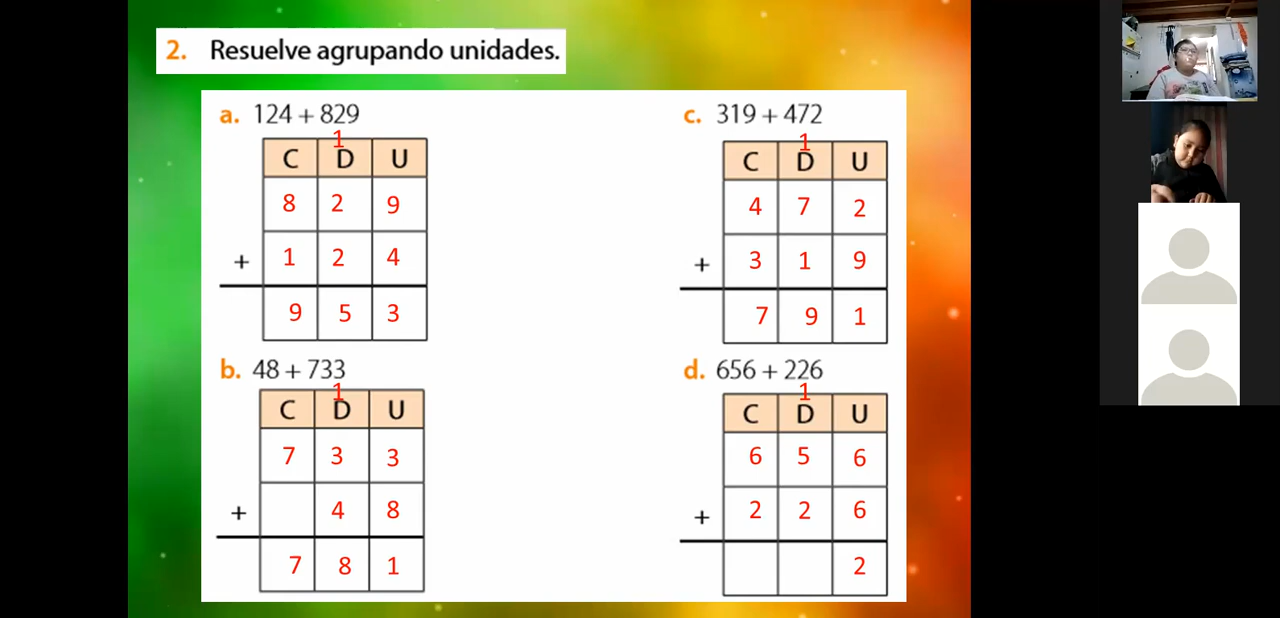 2. Resuelve agrupando unidades.
a. 124 + 829
1
C D U
8 2 9
+ 1 2 4
9 5 3
b. 48 + 733
1
C D U
7 3 3
+ 4 8
7 8 1
c. 319 + 472
1
C D U
4 7 2
+ 3 1 9
7 9 1
d. 656 + 226
1
C D U
6 5 6
+ 2 2 6
2